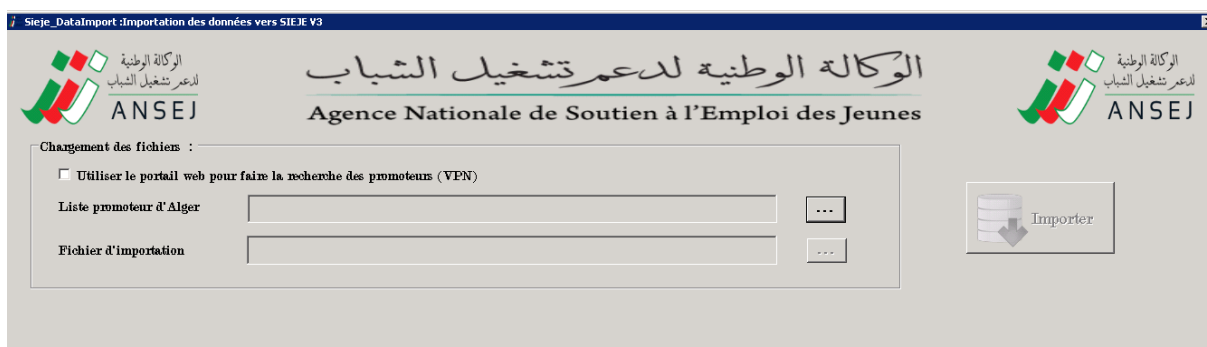 Sieje_DataImport :Importation des données vers SIEJE V3
الوكالة الوطنية
لدعم تشغيل الشباب
ANSEJ
الوكالة الوطنية لدعم تشغيل الشباب
Agence Nationale de Soutien à l'Emploi des Jeunes
الوكالة الوطنية
لدعم تشغيل الشباب
ANSEJ
Chargement des fichiers :
Utiliser le portail web pour faire la recherche des promoteurs (VPN)
Liste promoteur d'Alger
...
Importer
Fichier d'importation
...